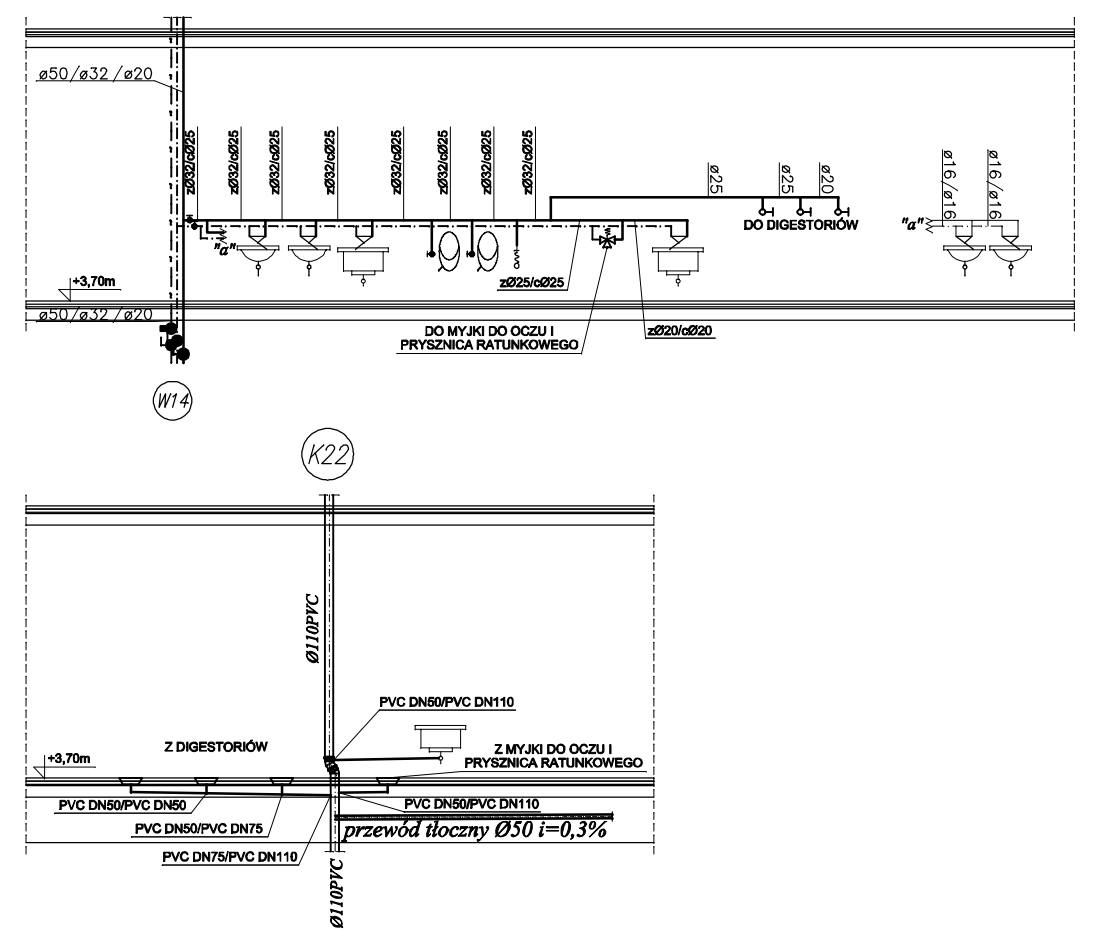 ø50/ø32/ø20
zØ32/cØ25
zØ32/cØ25
zØ32/cØ25
zØ32/cØ25
zØ32/cØ25
zØ32/cØ25
zØ32/cØ25
zØ32/cØ25
ø25
ø25
ø20
ø16/ø16
ø16/ø16
DO DIGESTORIÓW
"a"
"a"
+3,70m
zØ25/cØ25
ø50/ø32/ø20
DO MYJKI DO OCZU I
PRYSZNICA RATUNKOWEGO
zØ20/cØ20
W14
K22
Ø110PVC
PVC DN50/PVC DN110
Z DIGESTORIÓW
Z MYJKI DO OCZU I
PRYSZNICA RATUNKOWEGO
+3,70m
PVC DN50/PVC DN50
PVC DN50/PVC DN110
PVC DN50/PVC DN75
przewód tłoczny Ø50 i=0,3%
PVC DN75/PVC DN110
Ø110PVC